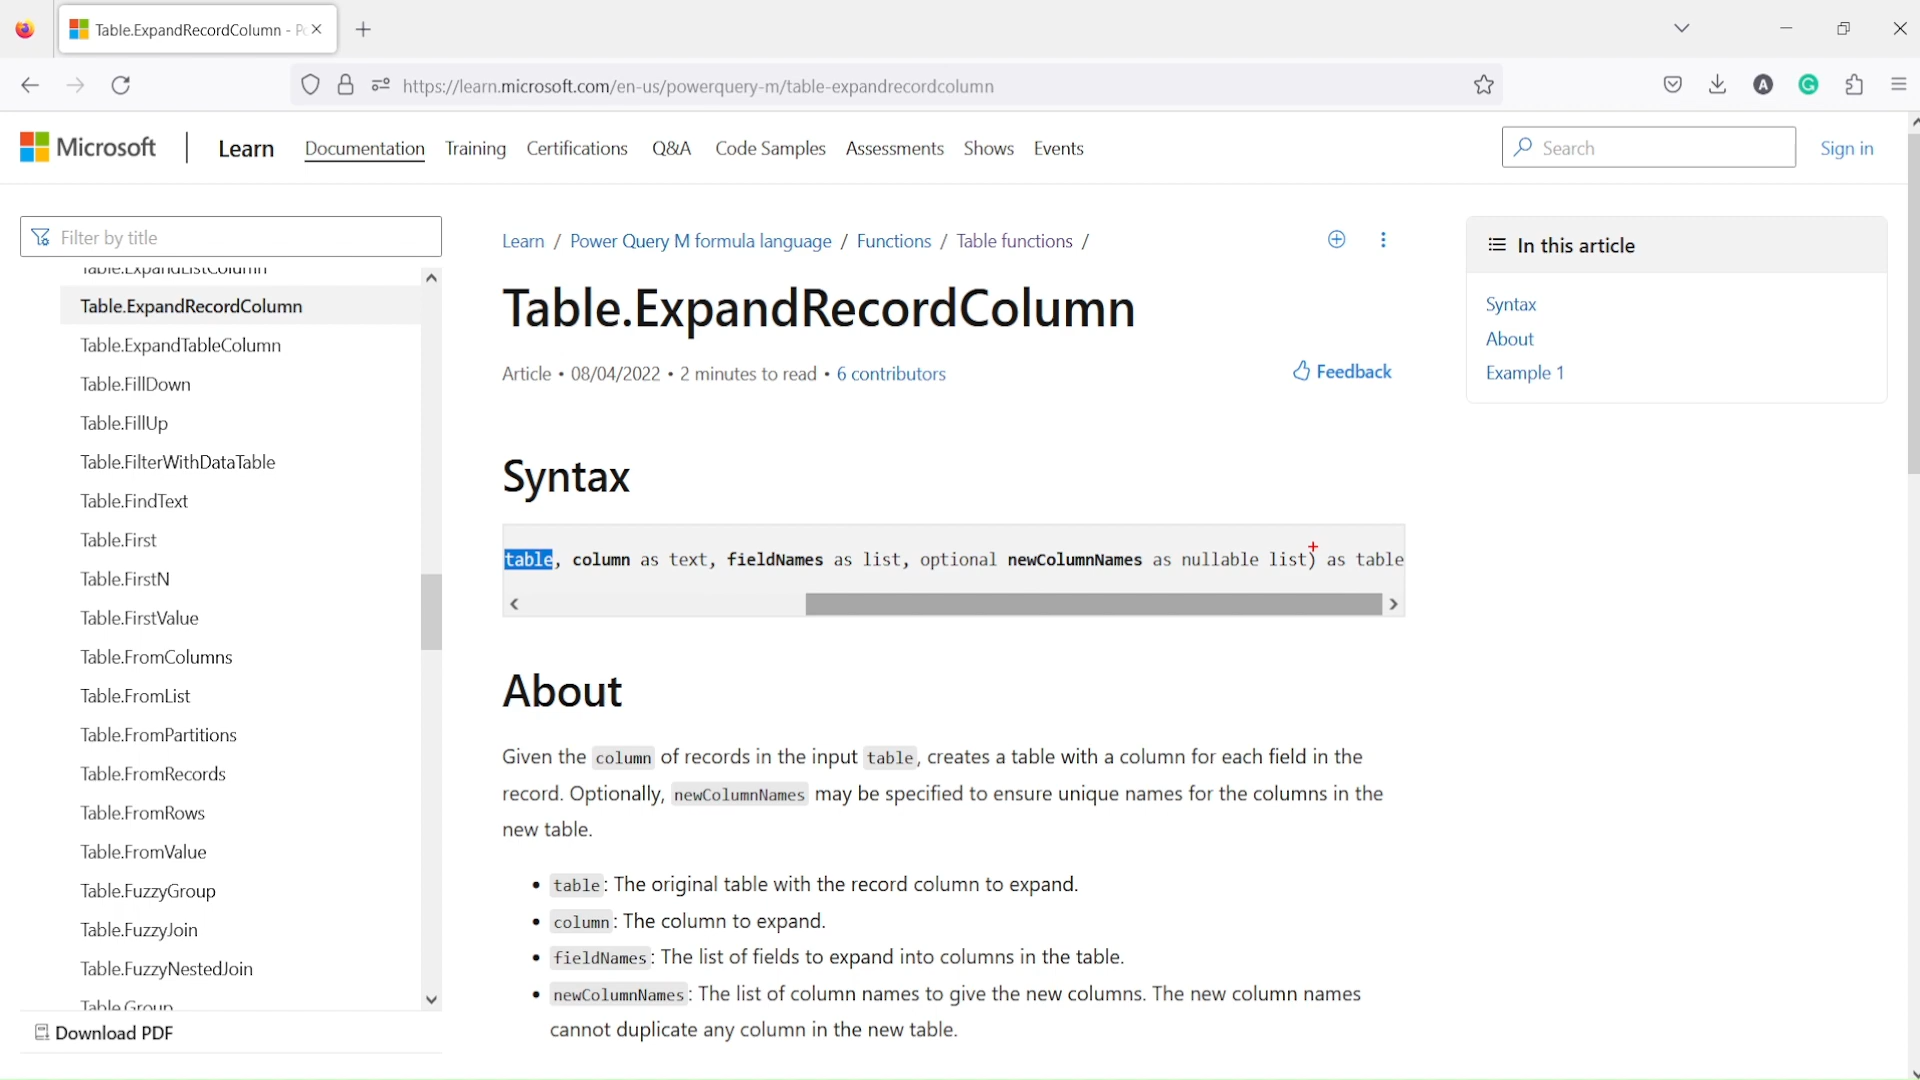 Table.ExpandRecordColumn - Po
https://learn.microsoft.com/en-us/powerquery-m/table-expandrecordcolumn
A
G
Microsoft Learn Documentation Training Certifications Q&A Code Samples Assessments Shows Events Search Sign in
Filter by title
Table.ExpandListColumn
Table.ExpandRecordColumn
Table.ExpandTableColumn
Table.FillDown
Table.FillUp
Table.FilterWithDataTable
Table.FindText
Table.First
Table.FirstN
Table.FirstValue
Table.FromColumns
Table.FromList
Table.FromPartitions
Table.FromRecords
Table.FromRows
Table.FromValue
Table.FuzzyGroup
Table.FuzzyJoin
Table.FuzzyNestedJoin
Table.Group
Download PDF
Learn / Power Query M formula language / Functions / Table functions /
Table.ExpandRecordColumn
Article • 08/04/2022 • 2 minutes to read • 6 contributors
Feedback
Syntax
table, column as text, fieldNames as list, optional newColumnNames as nullable list) as table
About
Given the column of records in the input table, creates a table with a column for each field in the
record. Optionally, newColumnNames may be specified to ensure unique names for the columns in the
new table.
• table: The original table with the record column to expand.
• column: The column to expand.
• fieldNames: The list of fields to expand into columns in the table.
• newColumnNames: The list of column names to give the new columns. The new column names
cannot duplicate any column in the new table.
In this article
Syntax
About
Example 1